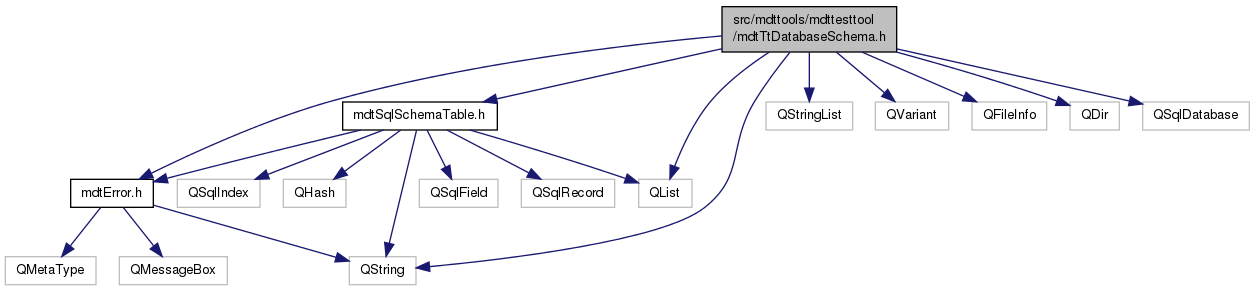 src/mdttools/mdttesttool
/mdtTtDatabaseSchema.h
mdtSqlSchemaTable.h
QStringList
QVariant
QFileInfo
QDir
QSqlDatabase
mdtError.h
QSqlIndex
QHash
QSqlField
QSqlRecord
QList
QMetaType
QMessageBox
QString